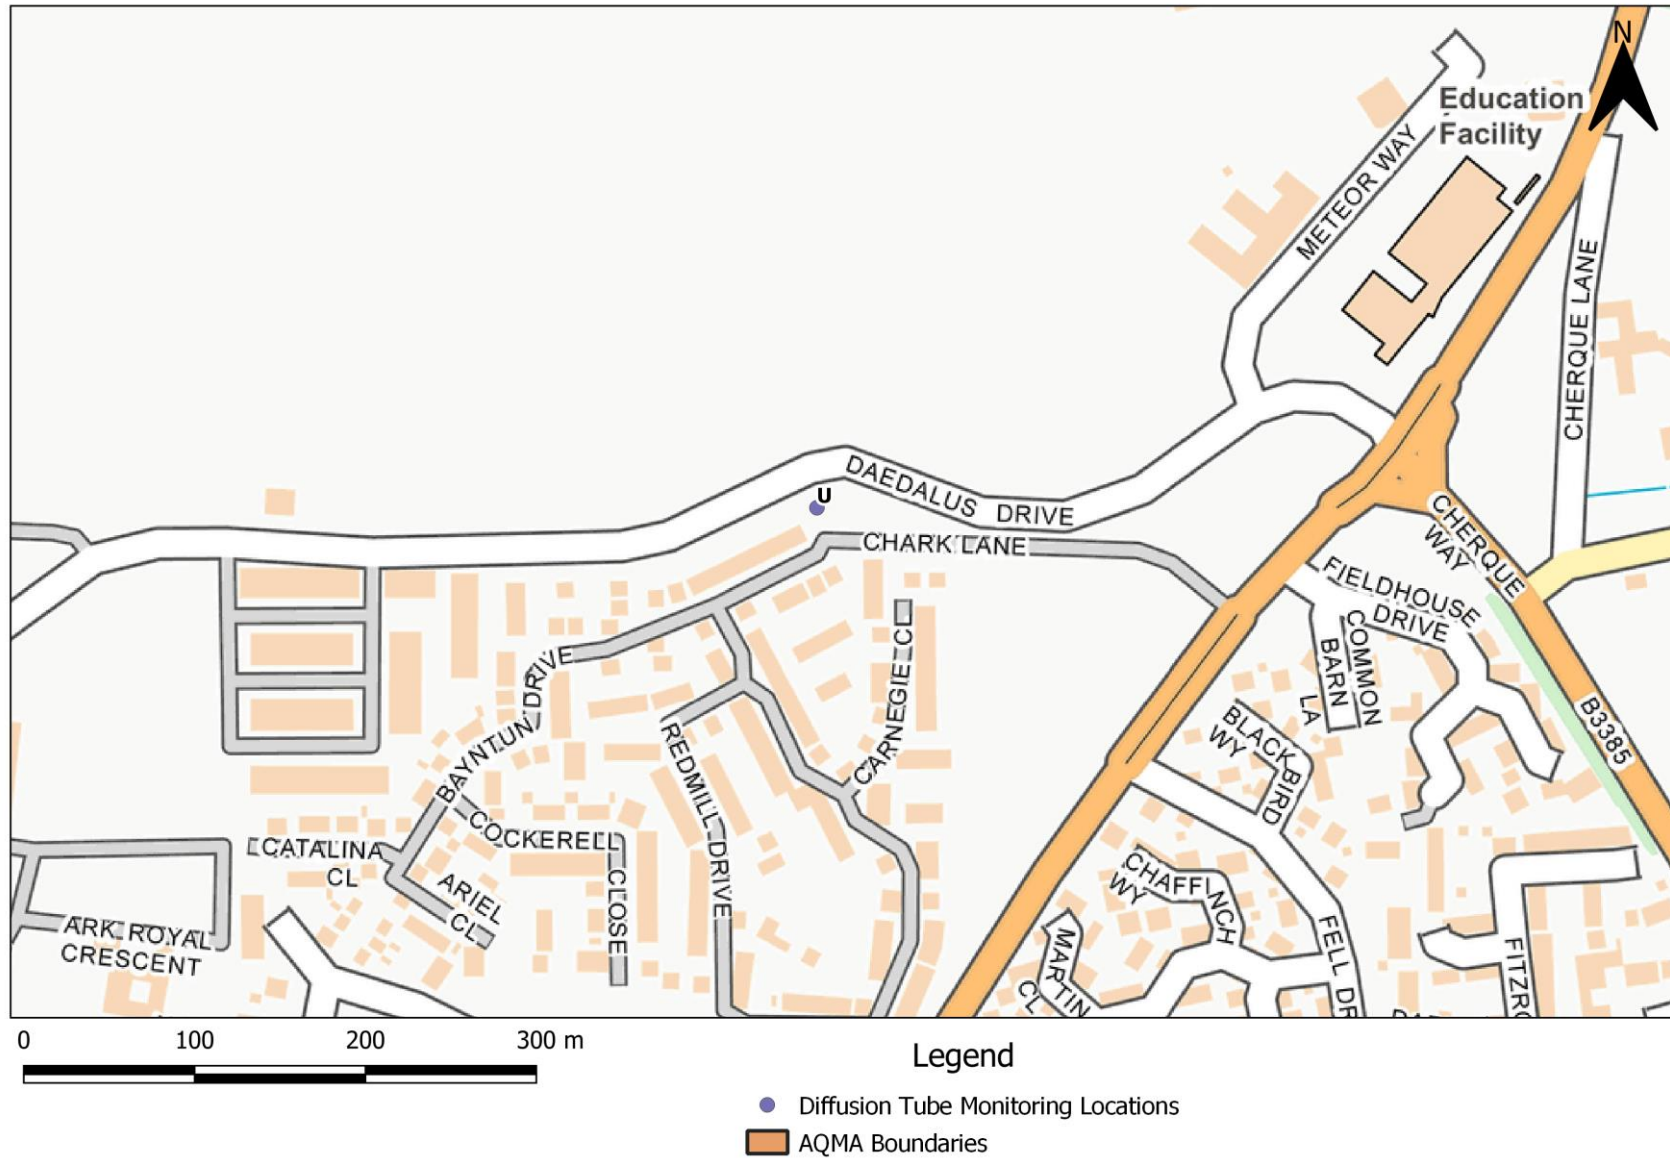 N
Education
Facility
METEOR WAY
CHERQUE LANE
U
DAEDALUS DRIVE
CHARK LANE
CHERQUE
WAY
FIELDHOUSE
DRIVE
COMMON
BARN
LA
B3385
BLACK BIRD
WY
CARNEGIE CL
BAYNTUN DRIVE
REDMILL DRIVE
COCKERELL
CLOSE
CATALINA
CL
ARIEL
CL
ARK ROYAL
CRESCENT
CHAFFINCH
WY
MARTIN
CL
FELL DR
FITZRO
0 100 200 300 m
Legend
Diffusion Tube Monitoring Locations
AQMA Boundaries